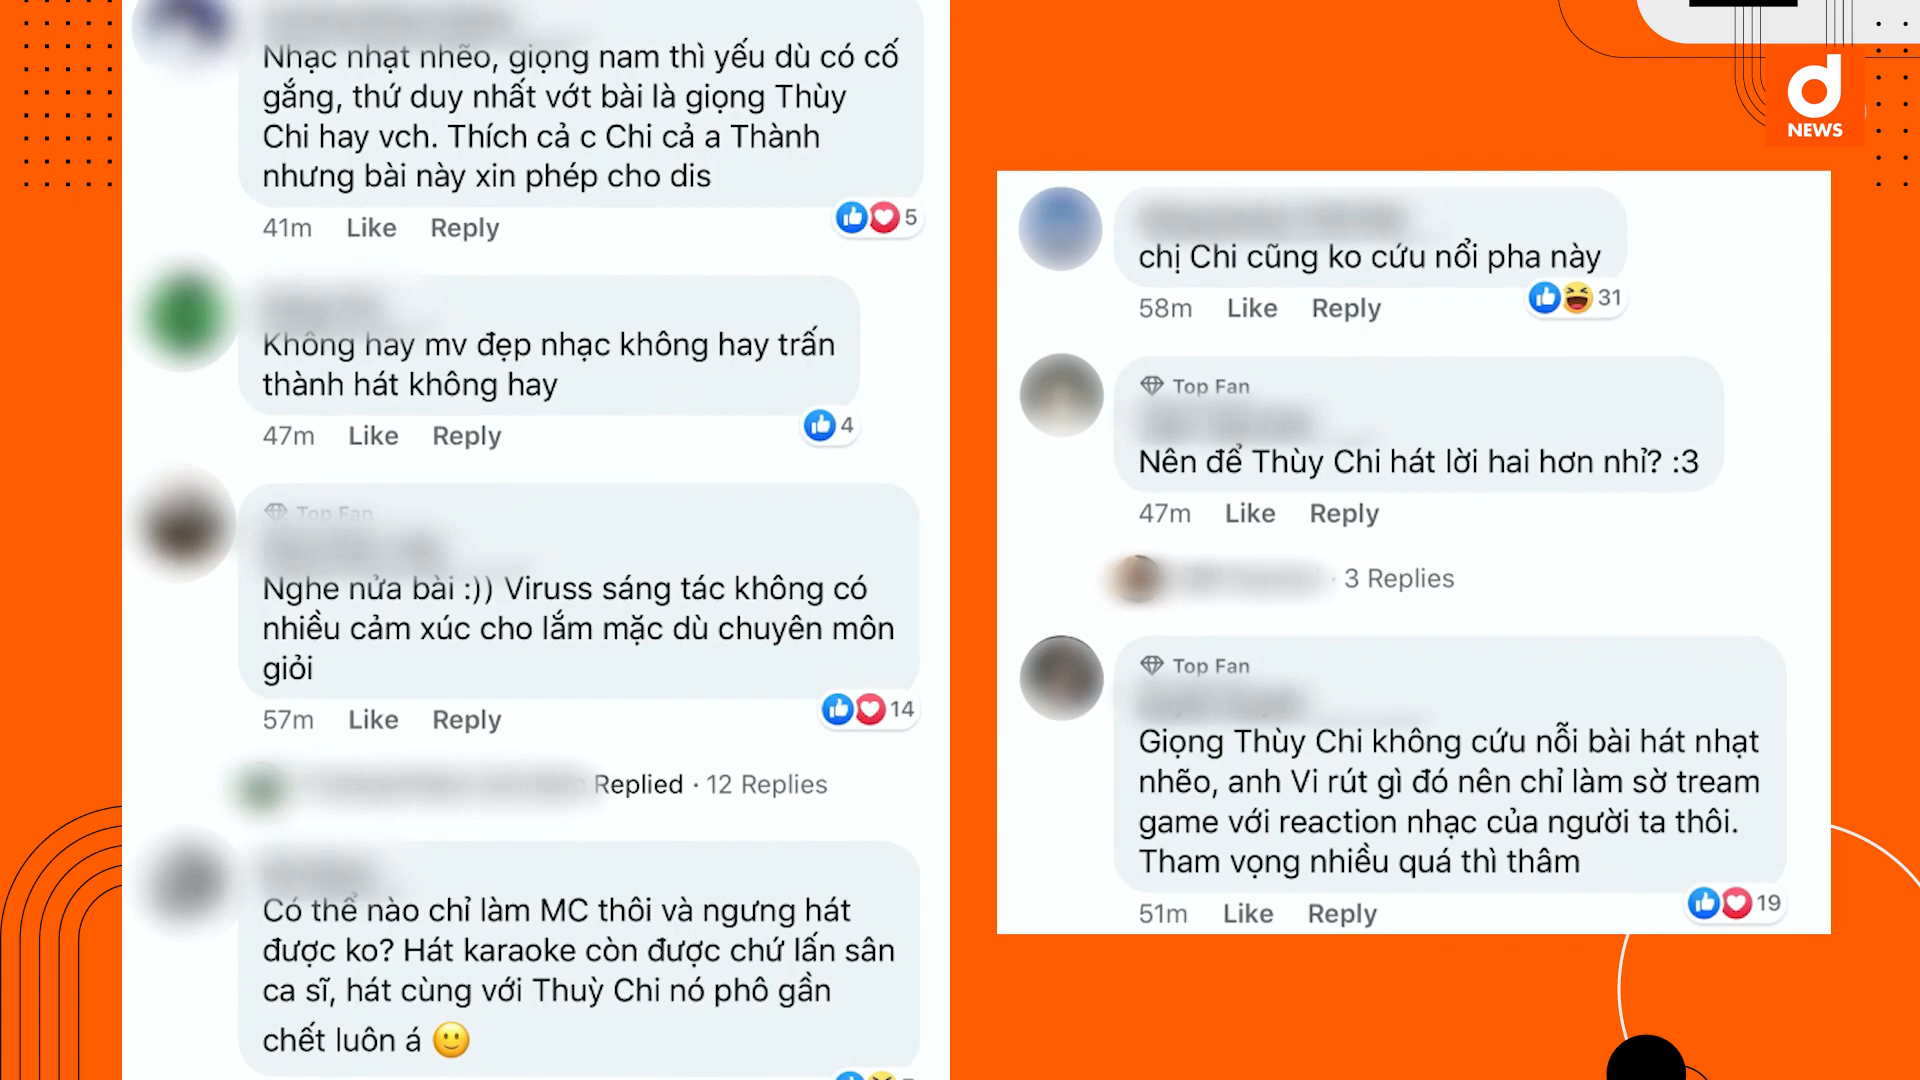 Nhạc nhạt nhẽo, giọng nam thì yếu dù có cố
gắng, thứ duy nhất vớt bài là giọng Thùy
Chi hay vch. Thích cả c Chi cả a Thành
nhưng bài này xin phép cho dis
41m Like Reply 5
Không hay mv đẹp nhạc không hay trấn
thành hát không hay
47m Like Reply 4
Top Fan
Nghe nửa bài :)) Viruss sáng tác không có
nhiều cảm xúc cho lắm mặc dù chuyên môn
giỏi
57m Like Reply 14
Replied · 12 Replies
Có thể nào chỉ làm MC thôi và ngưng hát
được ko? Hát karaoke còn được chứ lấn sân
ca sĩ, hát cùng với Thuỳ Chi nó phô gần
chết luôn á 🙂
d
NEWS
chị Chi cũng ko cứu nổi pha này
58m Like Reply 31
Top Fan
Nên để Thùy Chi hát lời hai hơn nhỉ? :3
47m Like Reply
· 3 Replies
Top Fan
Giọng Thùy Chi không cứu nỗi bài hát nhạt
nhẽo, anh Vi rút gì đó nên chỉ làm sờ tream
game với reaction nhạc của người ta thôi.
Tham vọng nhiều quá thì thâm
51m Like Reply 19